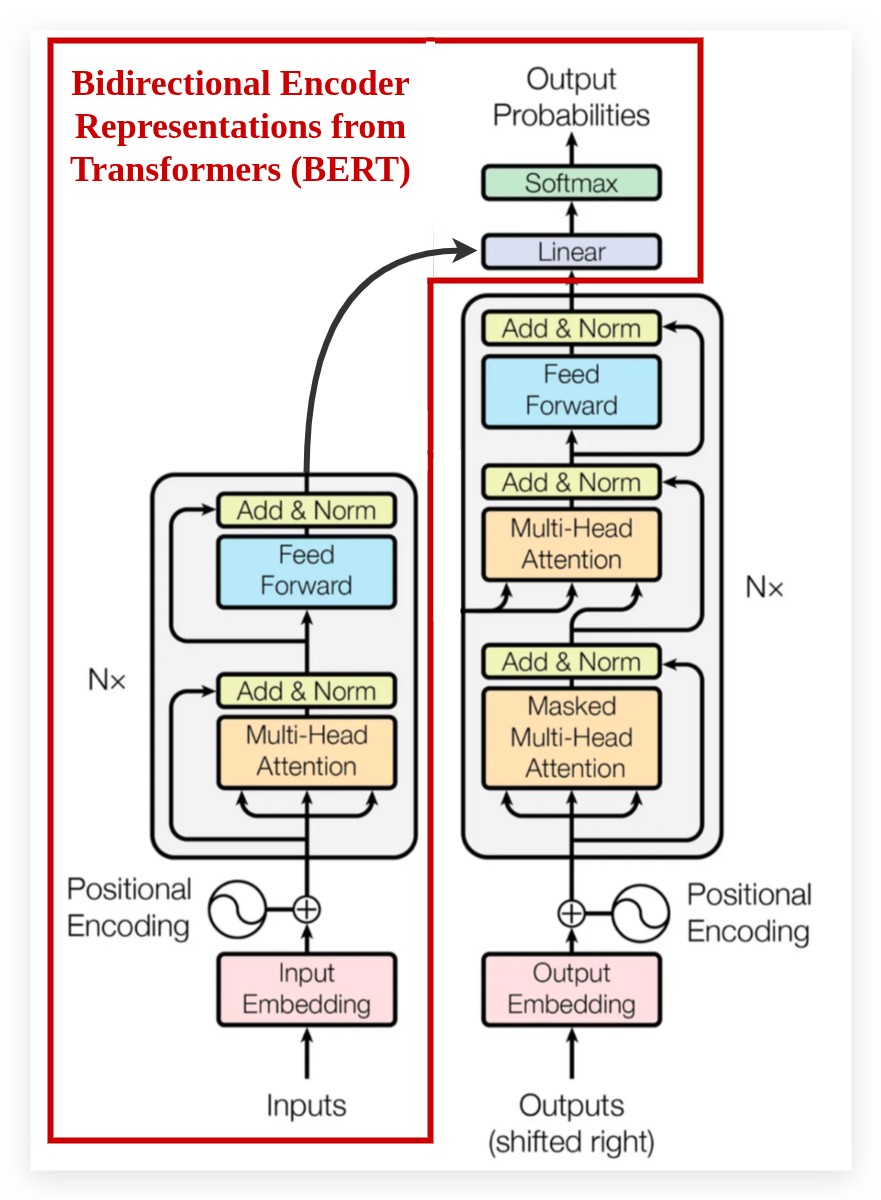 Bidirectional Encoder
Representations from
Transformers (BERT)
Output
Probabilities
Softmax
Linear
Add & Norm
Feed
Forward
Add & Norm
Multi-Head
Attention
Nx
Add & Norm
Masked
Multi-Head
Attention
Positional
Encoding
Output
Embedding
Outputs
(shifted right)
Add & Norm
Feed
Forward
Nx
Add & Norm
Multi-Head
Attention
Positional
Encoding
Input
Embedding
Inputs